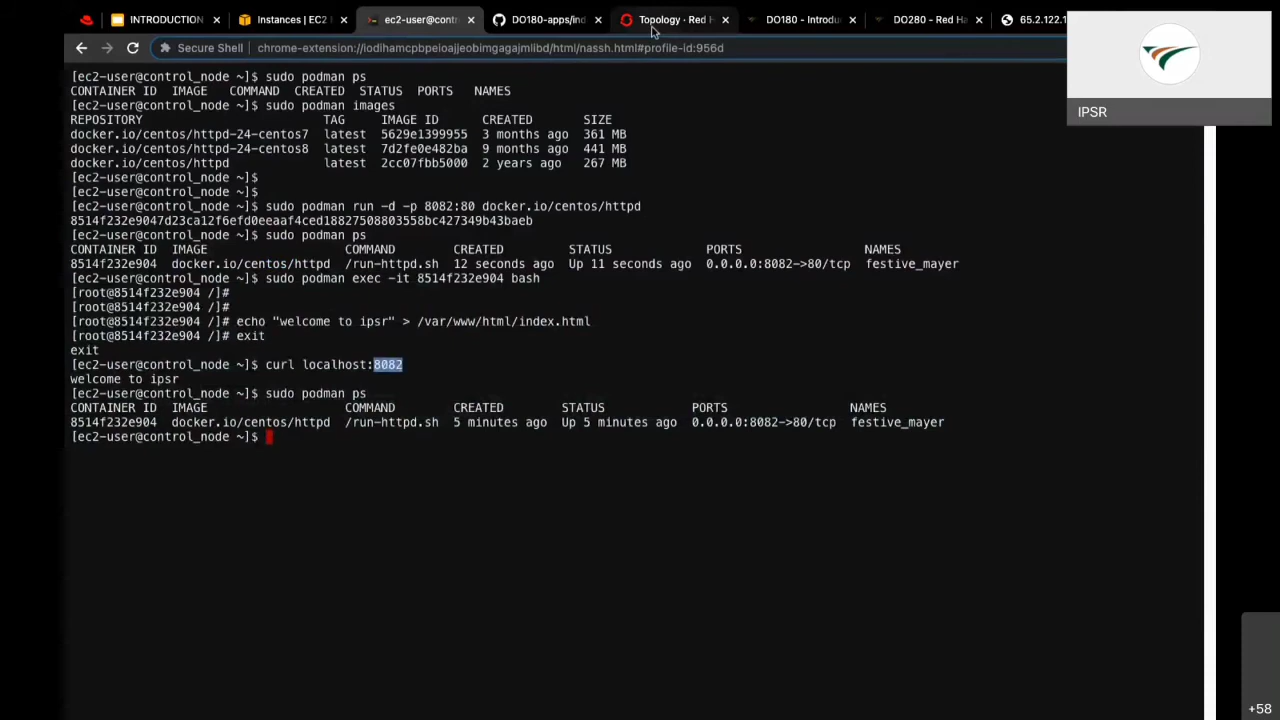 INTRODUCTION
Instances | EC2 M
ec2-user@contro
DO180-apps/ind
Topology · Red H
DO180 - Introdu
DO280 - Red Ha
65.2.122.1
Secure Shell | chrome-extension://iodihamcpbpeioajjeobimgagajmlibd/html/nassh.html#profile-id:956d
IPSR
[ec2-user@control_node ~]$ sudo podman ps
CONTAINER ID IMAGE COMMAND CREATED STATUS PORTS NAMES
[ec2-user@control_node ~]$ sudo podman images
REPOSITORY TAG IMAGE ID CREATED SIZE
docker.io/centos/httpd-24-centos7 latest 5629e1399955 3 months ago 361 MB
docker.io/centos/httpd-24-centos8 latest 7d2fe0e482ba 9 months ago 441 MB
docker.io/centos/httpd latest 2cc07fbb5000 2 years ago 267 MB
[ec2-user@control_node ~]$
[ec2-user@control_node ~]$
[ec2-user@control_node ~]$ sudo podman run -d -p 8082:80 docker.io/centos/httpd
8514f232e9047d23ca12f6efd0eeaaf4ced18827508803558bc427349b43baeb
[ec2-user@control_node ~]$ sudo podman ps
CONTAINER ID IMAGE COMMAND CREATED STATUS PORTS NAMES
8514f232e904 docker.io/centos/httpd /run-httpd.sh 12 seconds ago Up 11 seconds ago 0.0.0.0:8082->80/tcp festive_mayer
[ec2-user@control_node ~]$ sudo podman exec -it 8514f232e904 bash
[root@8514f232e904 /]#
[root@8514f232e904 /]#
[root@8514f232e904 /]# echo "welcome to ipsr" > /var/www/html/index.html
[root@8514f232e904 /]# exit
exit
[ec2-user@control_node ~]$ curl localhost:8082
welcome to ipsr
[ec2-user@control_node ~]$ sudo podman ps
CONTAINER ID IMAGE COMMAND CREATED STATUS PORTS NAMES
8514f232e904 docker.io/centos/httpd /run-httpd.sh 5 minutes ago Up 5 minutes ago 0.0.0.0:8082->80/tcp festive_mayer
[ec2-user@control_node ~]$
+58